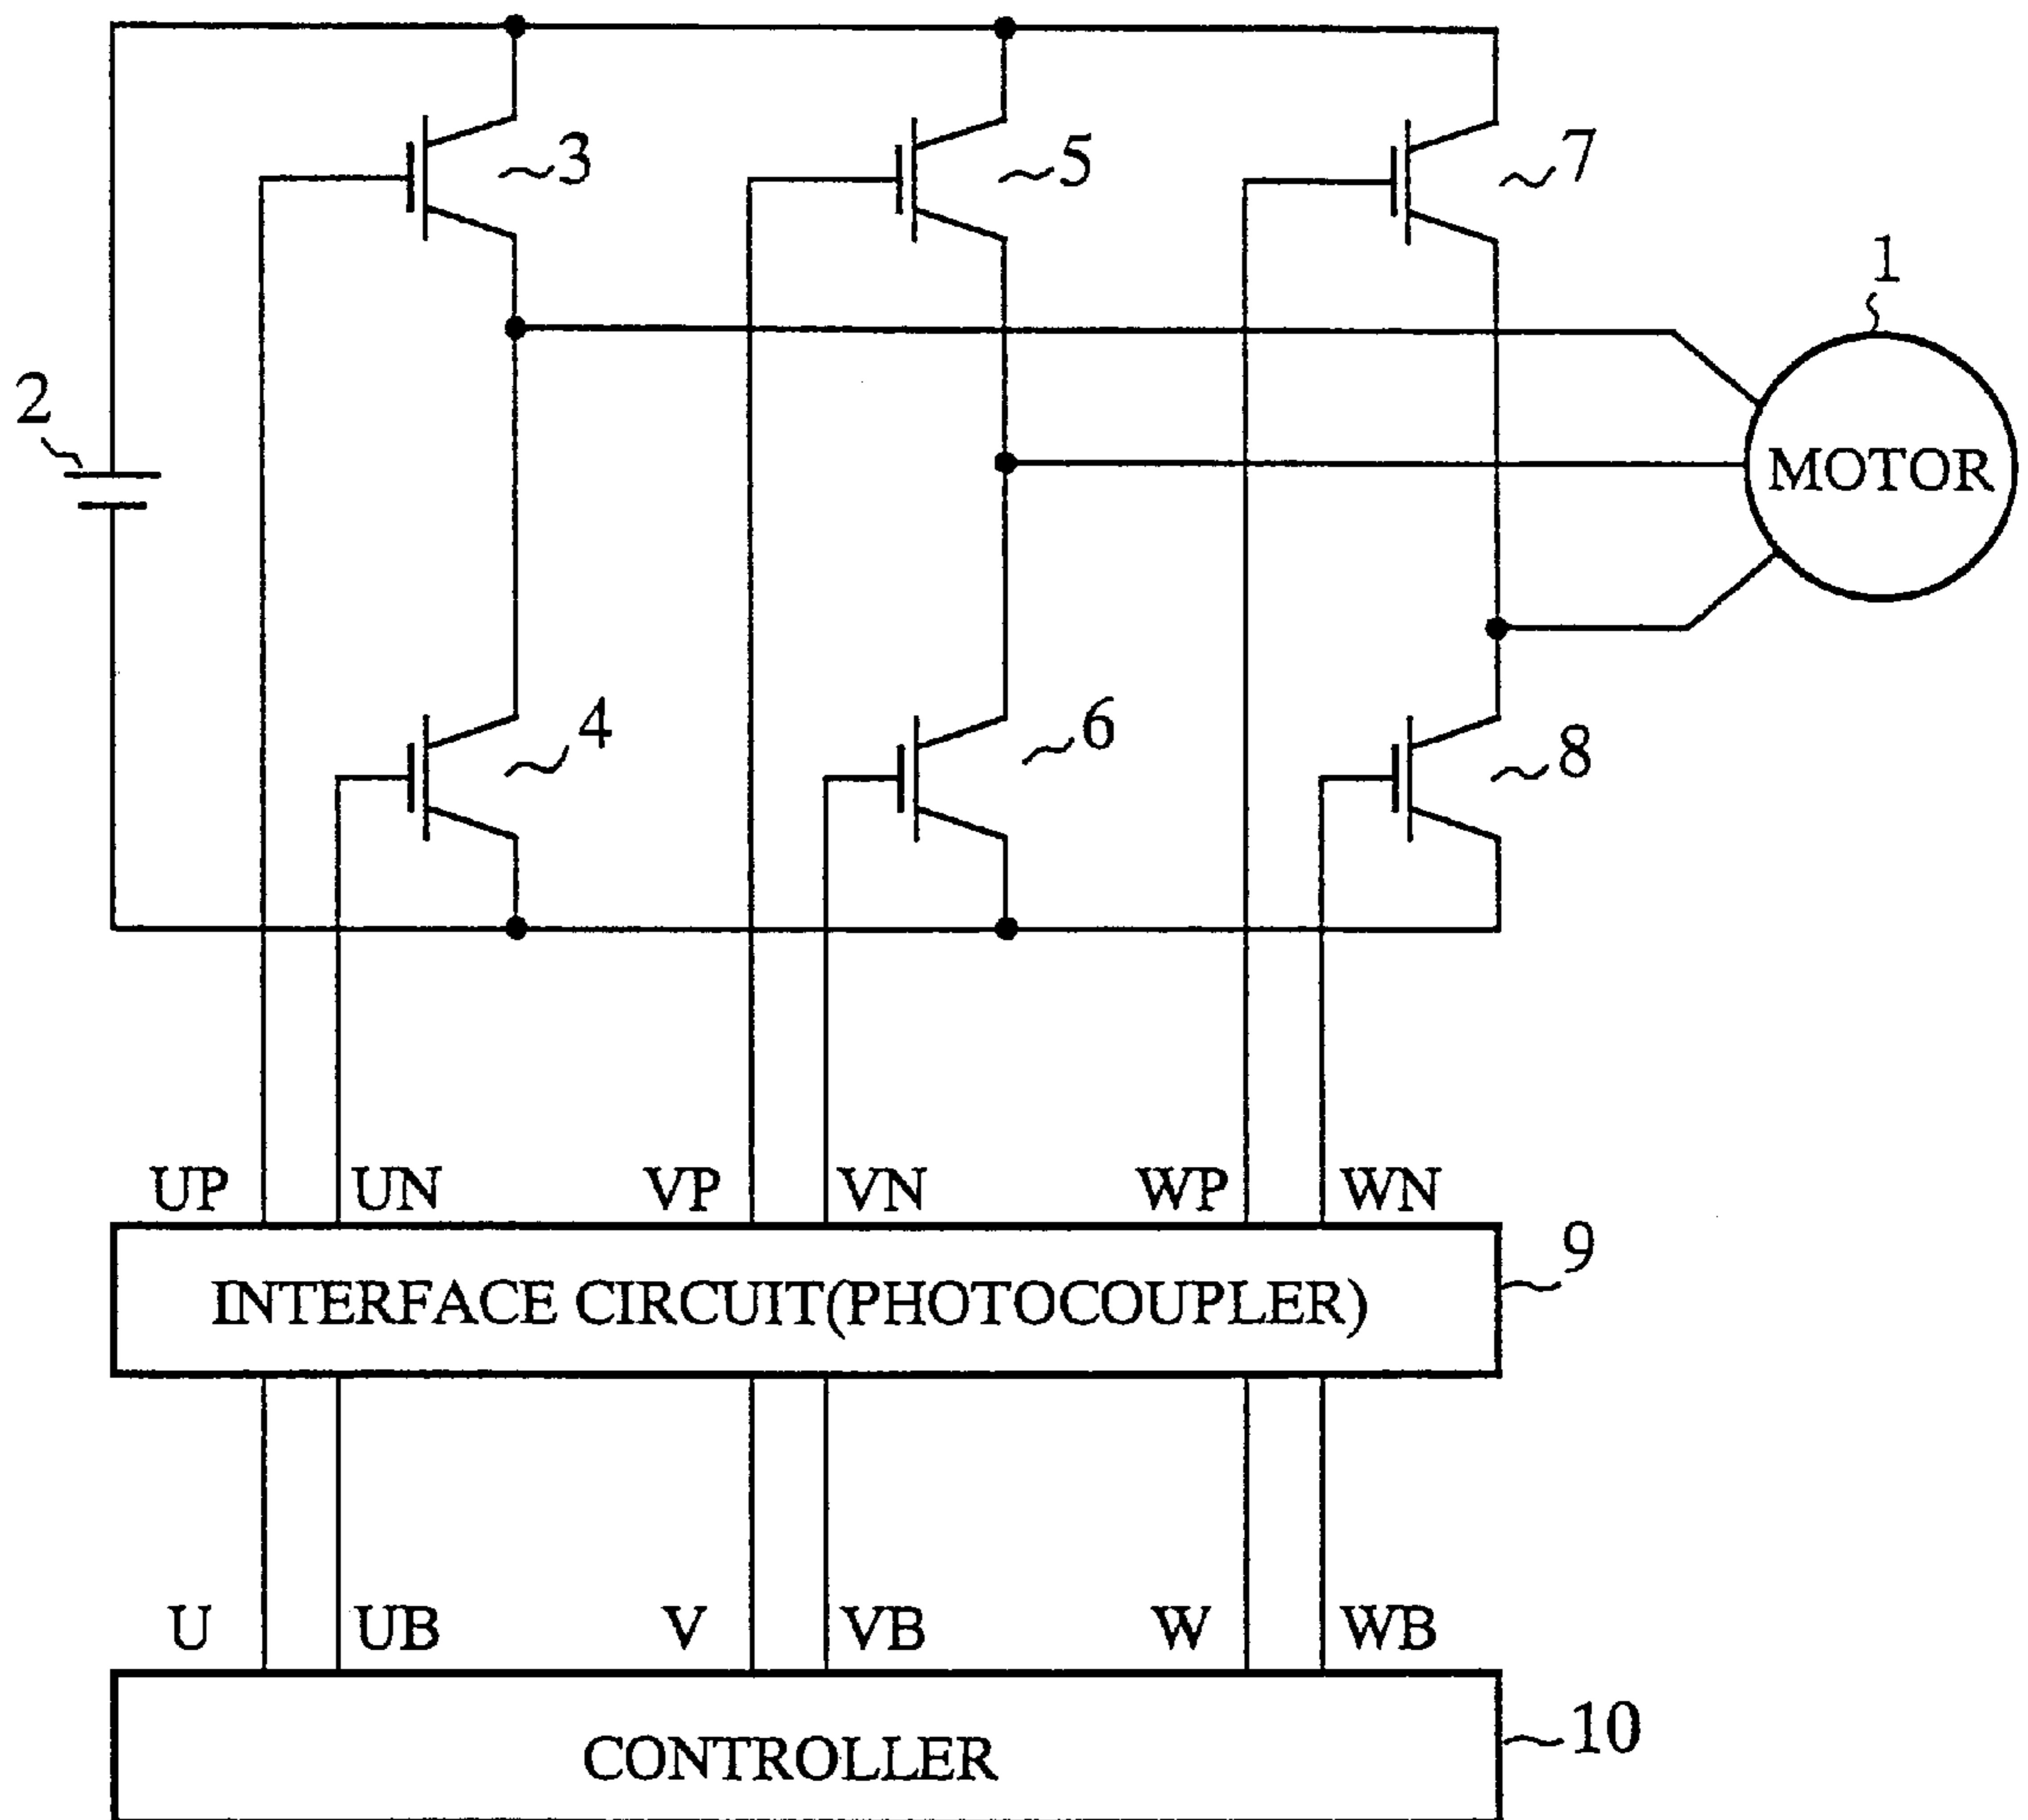 3
5
7
1
2
MOTOR
4
6
8
UP UN VP VN WP WN
9
INTERFACE CIRCUIT(PHOTOCOUPLER)
U UB V VB W WB
10
CONTROLLER